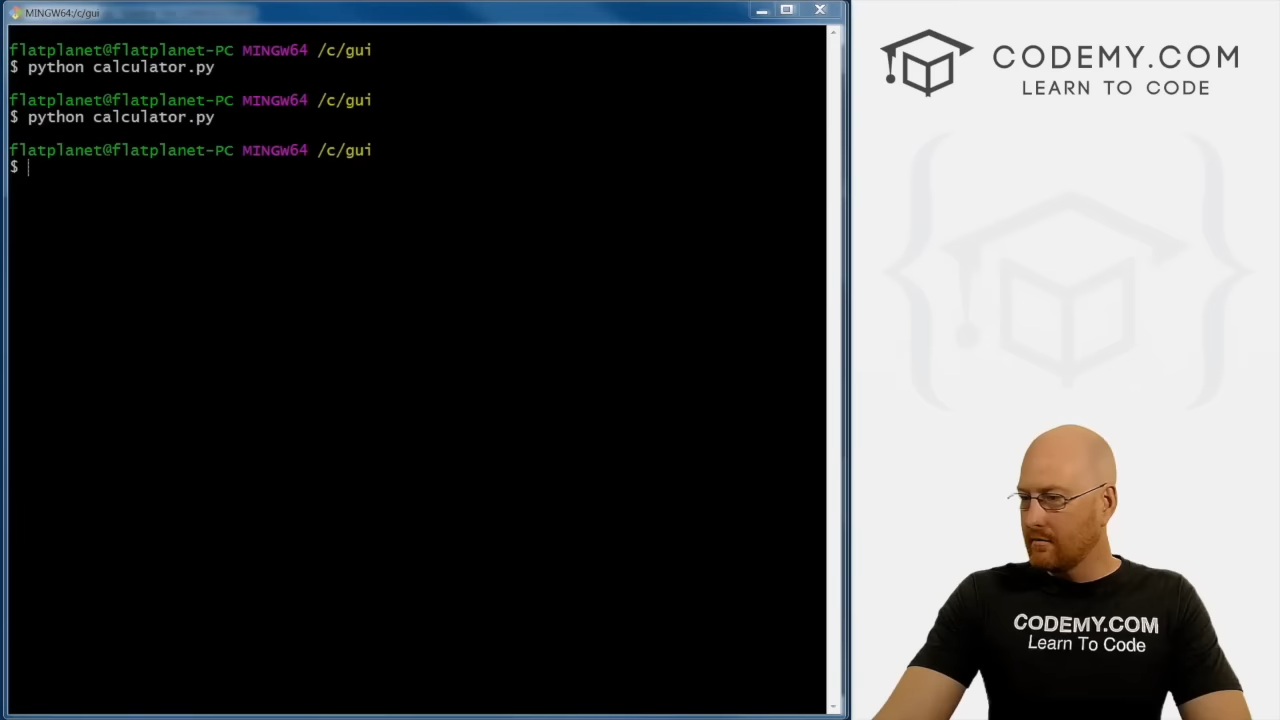 MINGW64:/c/gui
flatplanet@flatplanet-PC MINGW64 /c/gui
$ python calculator.py
flatplanet@flatplanet-PC MINGW64 /c/gui
$ python calculator.py
flatplanet@flatplanet-PC MINGW64 /c/gui
$
CODEMY.COM
LEARN TO CODE
CODEMY.COM
Learn To Code